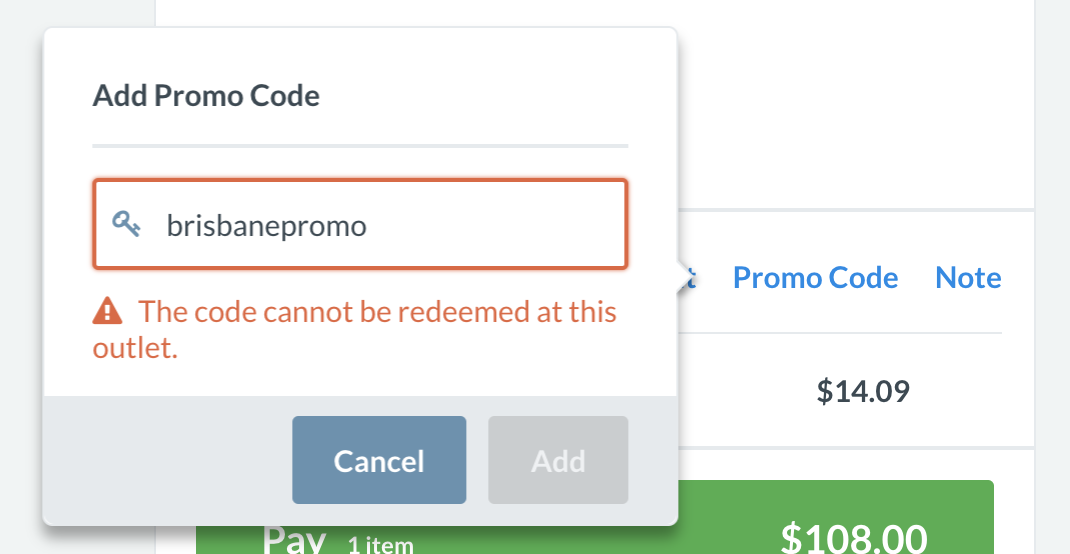 Add Promo Code
brisbanepromo
The code cannot be redeemed at this
outlet.
Cancel
Add
Promo Code
Note
$14.09
Pay 1 item
$108.00